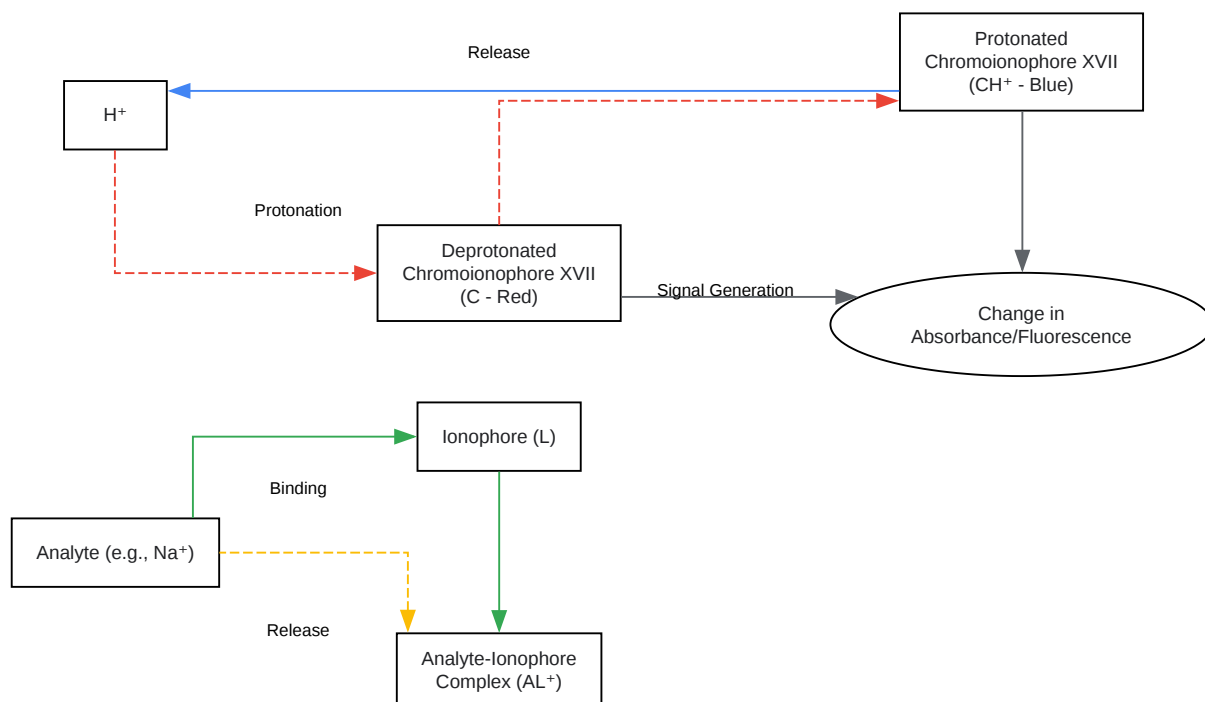 Protonated
Chromoionophore XVII
(CH⁺ - Blue)
Release
H⁺
Protonation
Deprotonated
Chromoionophore XVII
(C - Red)
Signal Generation
Change in
Absorbance/Fluorescence
Ionophore (L)
Binding
Analyte (e.g., Na⁺)
Release
Analyte-Ionophore
Complex (AL⁺)